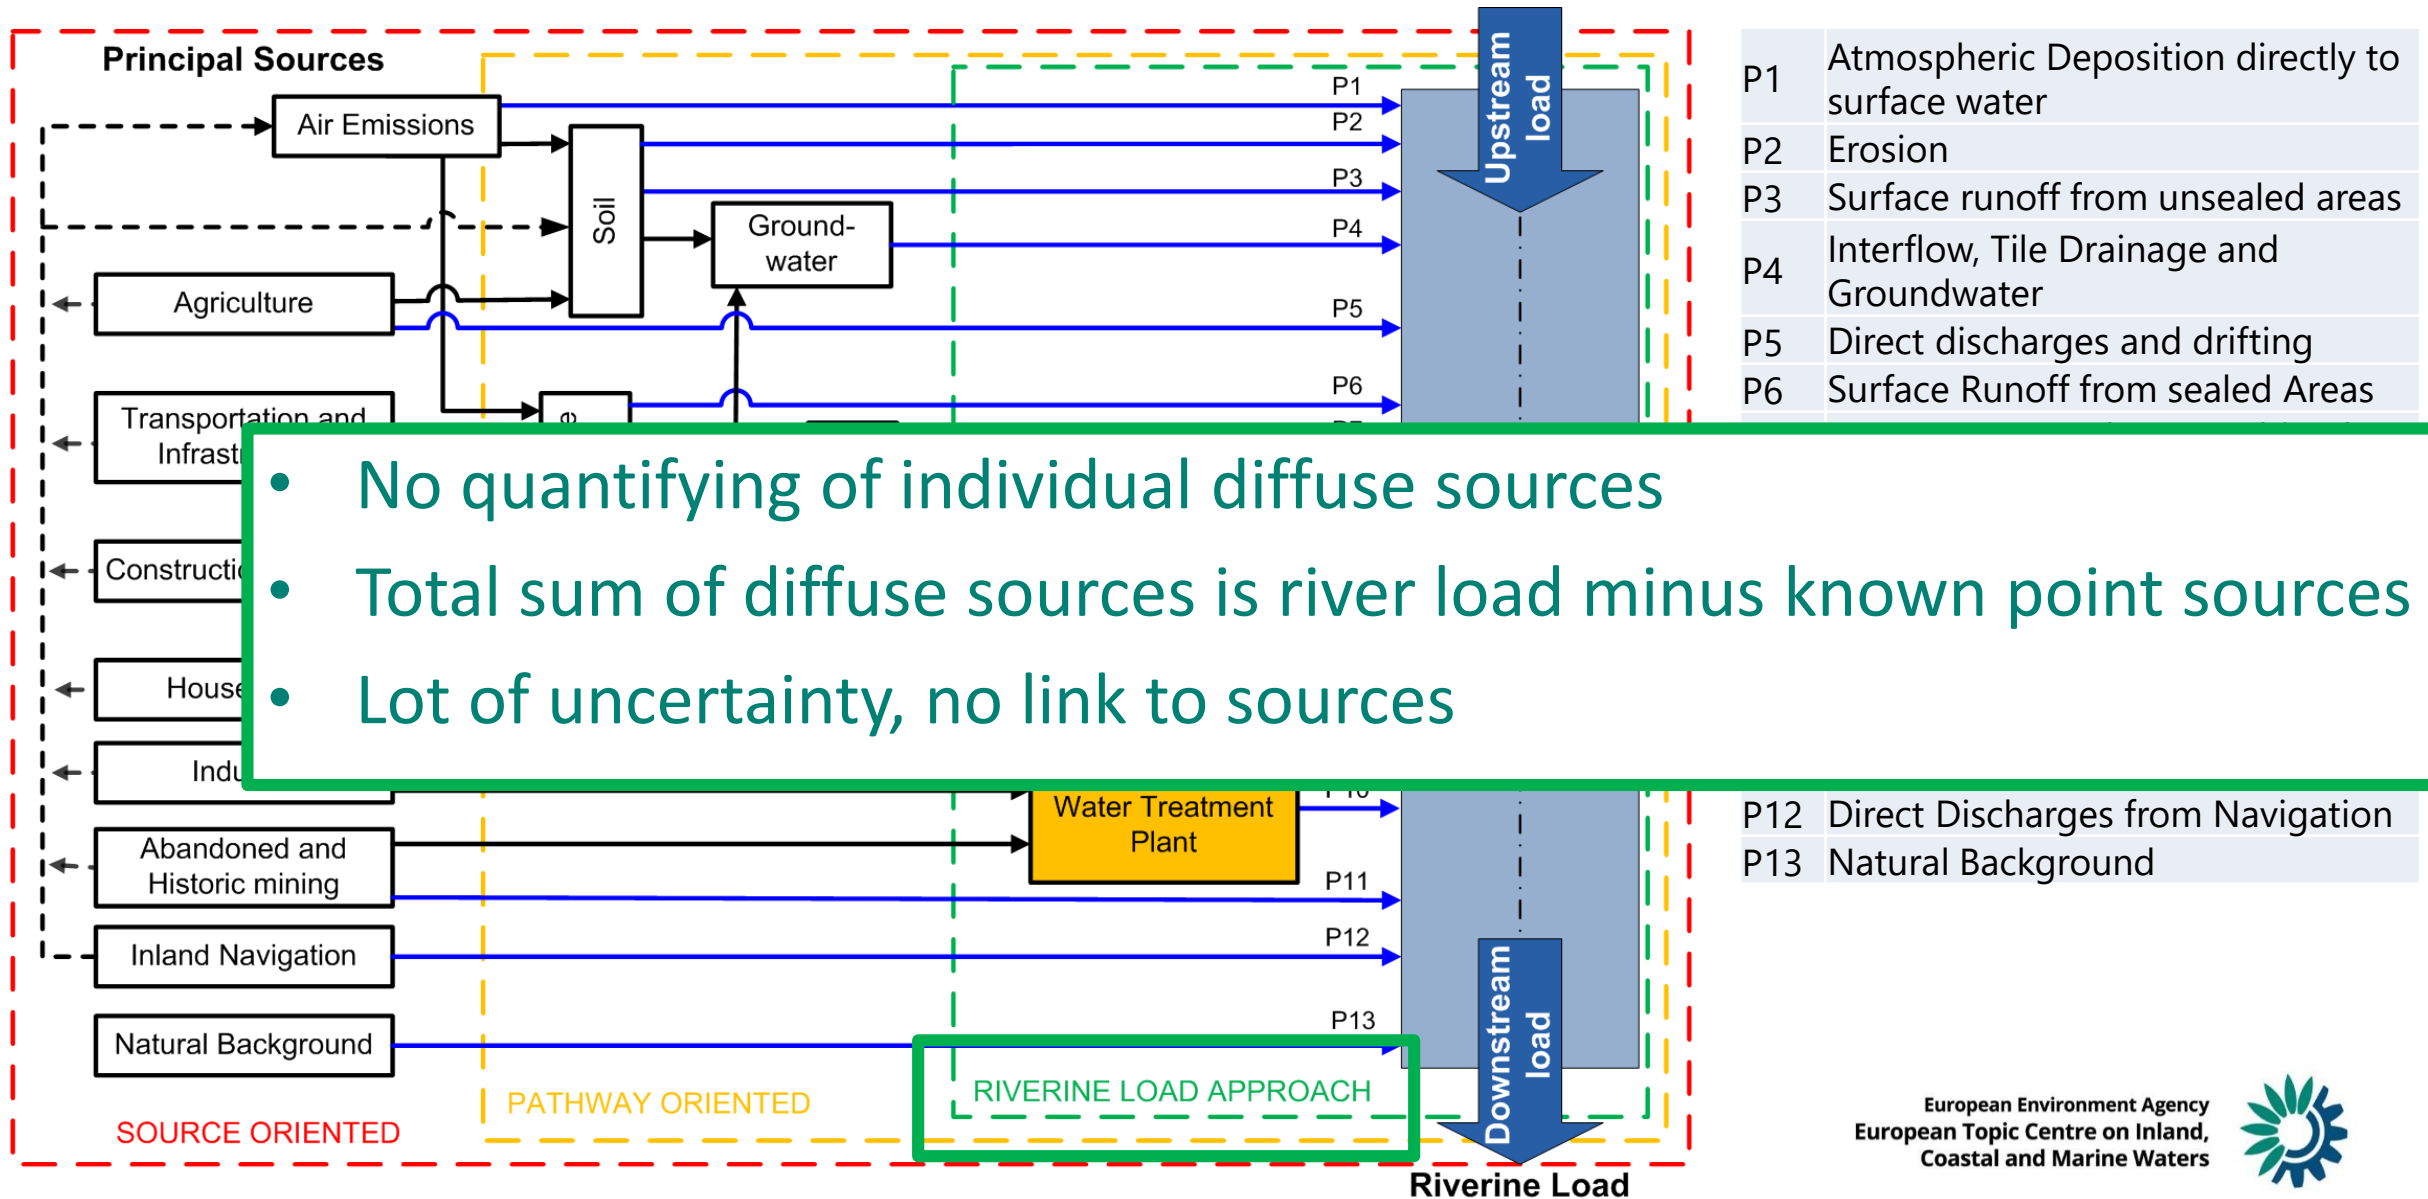 Principal Sources
Air Emissions
Soil
Ground-
water
Agriculture
Transportation and
Infrast
Constructi
House
Indu
Abandoned and
Historic mining
Inland Navigation
Natural Background
Water Treatment
Plant
P1
P2
P3
P4
P5
P6
P11
P12
P13
Upstream
load
Downstream
load
Riverine Load
SOURCE ORIENTED
PATHWAY ORIENTED
RIVERINE LOAD APPROACH
• No quantifying of individual diffuse sources
• Total sum of diffuse sources is river load minus known point sources
• Lot of uncertainty, no link to sources
P1 Atmospheric Deposition directly to
surface water
P2 Erosion
P3 Surface runoff from unsealed areas
P4 Interflow, Tile Drainage and
Groundwater
P5 Direct discharges and drifting
P6 Surface Runoff from sealed Areas
P12 Direct Discharges from Navigation
P13 Natural Background
European Environment Agency
European Topic Centre on Inland,
Coastal and Marine Waters